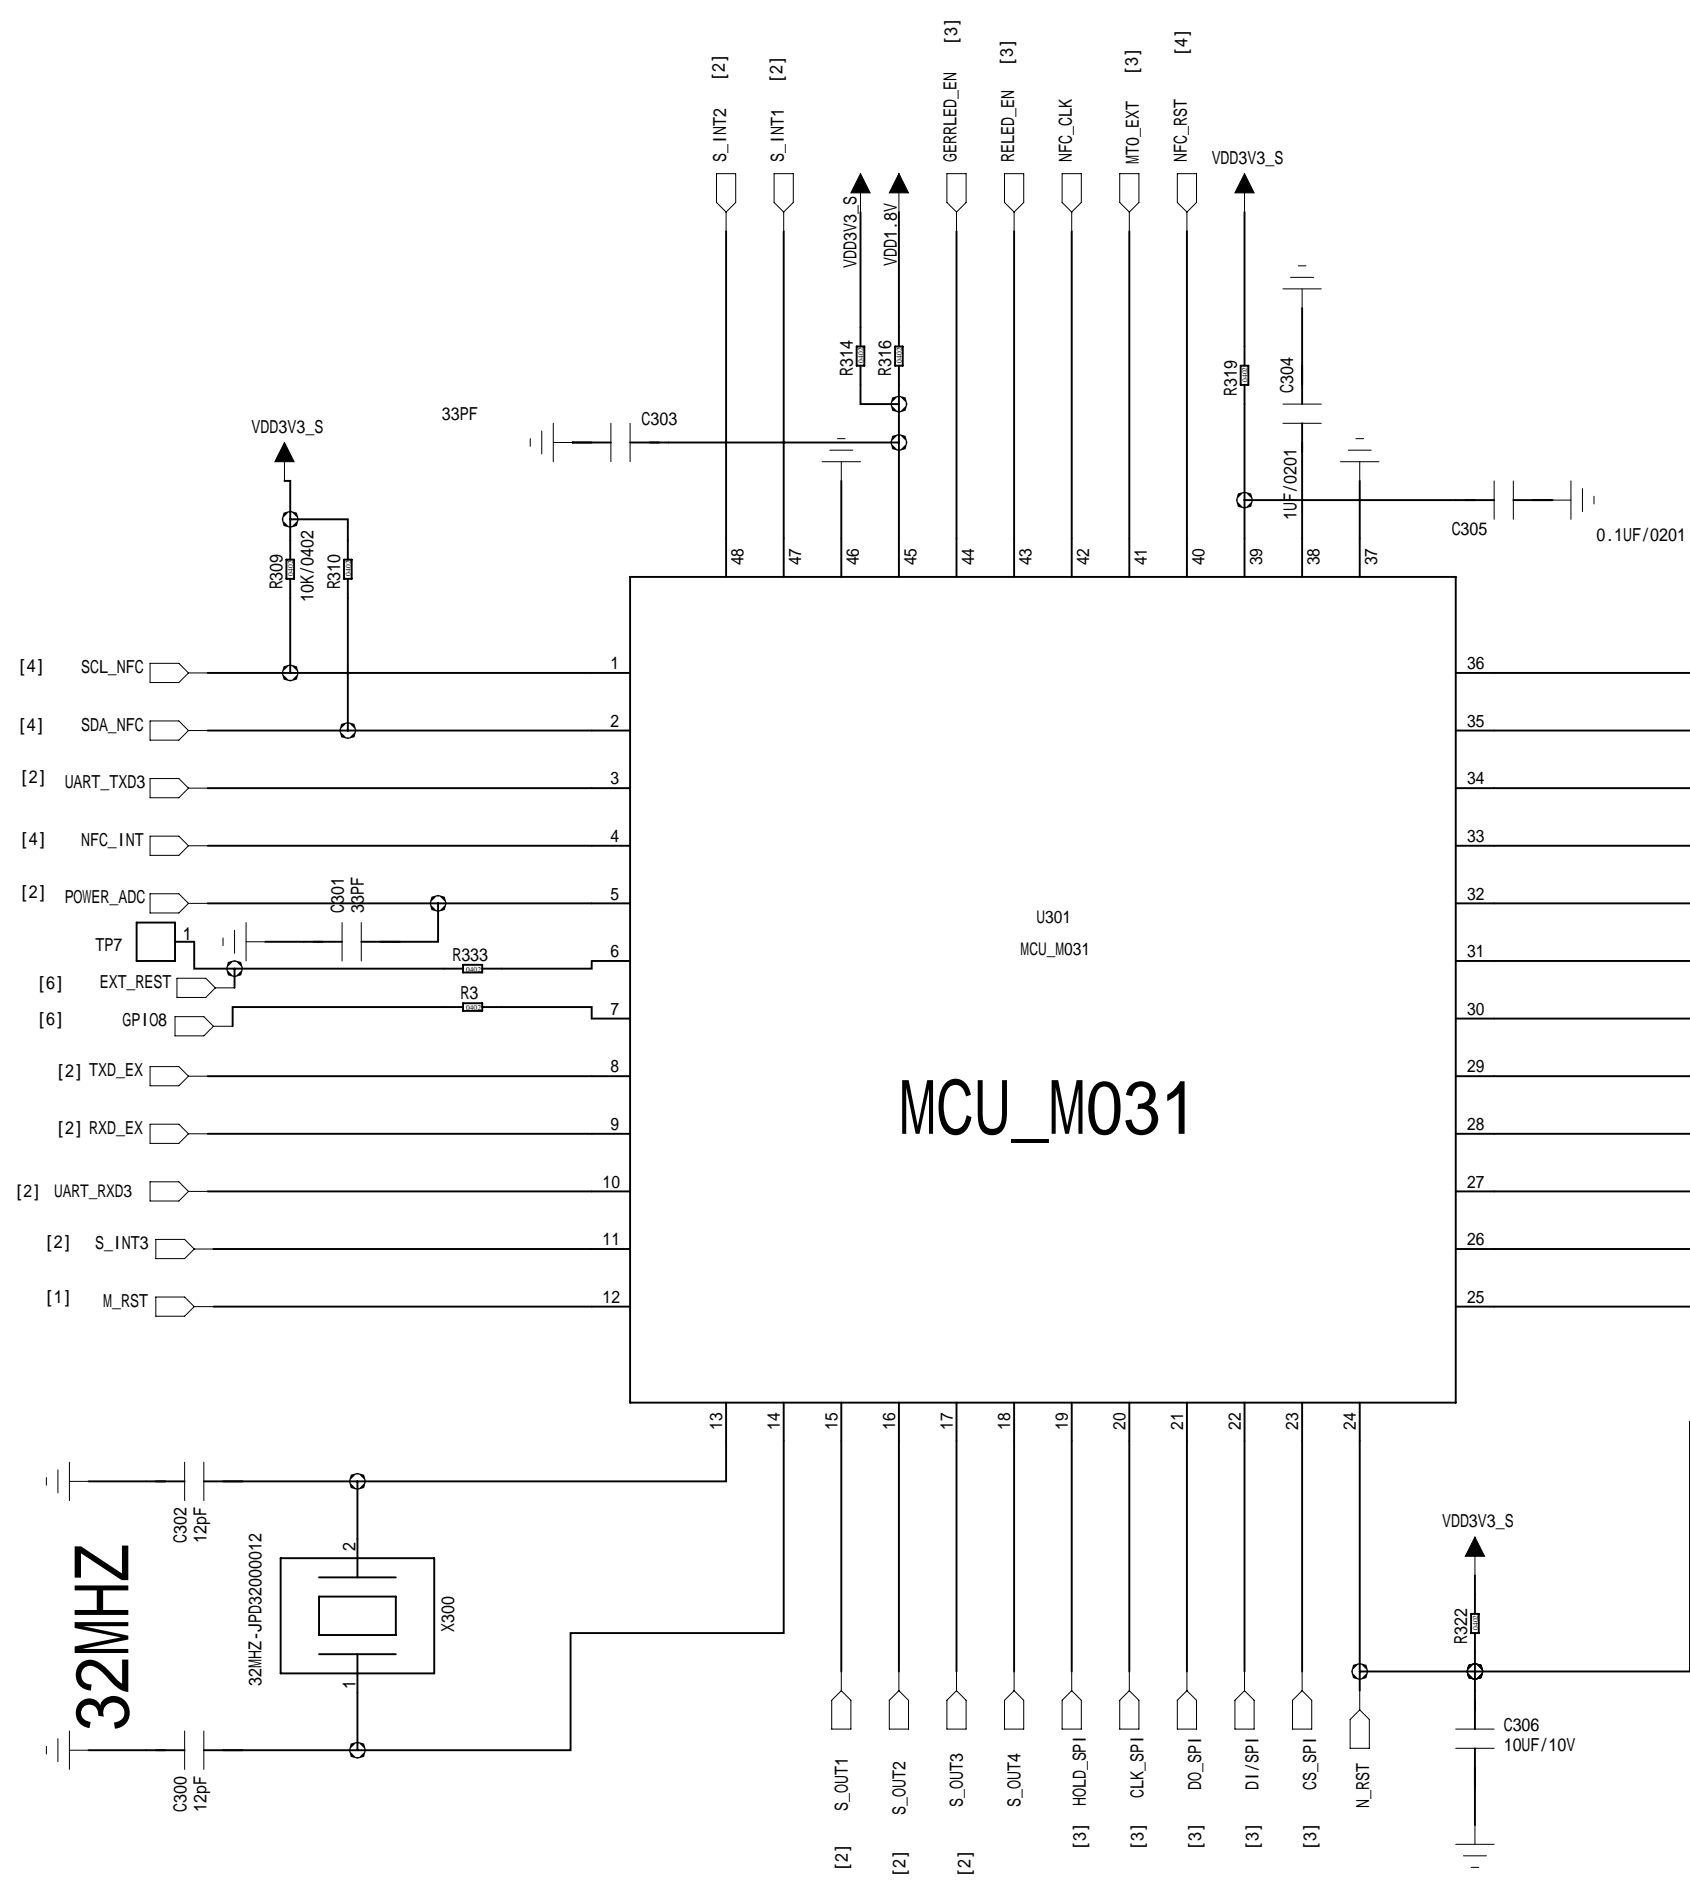 [2] [2] [3] [3] [3] [4]
S_INT2 S_INT1 GERRLED_EN RELED_EN NFC_CLK MTO_EXT NFC_RST
VDD3V3_S
VDD3V3_S VDD1.8V
R314 R316 R319 C304
33PF C303
VDD3V3_S
1UF/0201
C305 0.1UF/0201
R309 10K/0402 R310
48 47 46 45 44 43 42 41 40 39 38 37
[4] SCL_NFC 1 36
[4] SDA_NFC 2 35
[2] UART_TXD3 3 34
[4] NFC_INT 4 33
[2] POWER_ADC C301 33PF 5 32
U301
TP7 1 R333 6 MCU_M031 31
[6] EXT_REST R3
[6] GPIO8 7 30
[2] TXD_EX 8 29
MCU_M031
[2] RXD_EX 9 28
[2] UART_RXD3 10 27
[2] S_INT3 11 26
[1] M_RST 12 25
13 14 15 16 17 18 19 20 21 22 23 24
C302 12pF
32MHZ
32MHZ-JPD32000012
2
X300
1
C300 12pF
VDD3V3_S
R322
C306
10UF/10V
S_OUT1 S_OUT2 S_OUT3 S_OUT4 HOLD_SPI CLK_SPI DO_SPI DI/SPI CS_SPI N_RST
[2] [2] [2] [3] [3] [3] [3] [3]